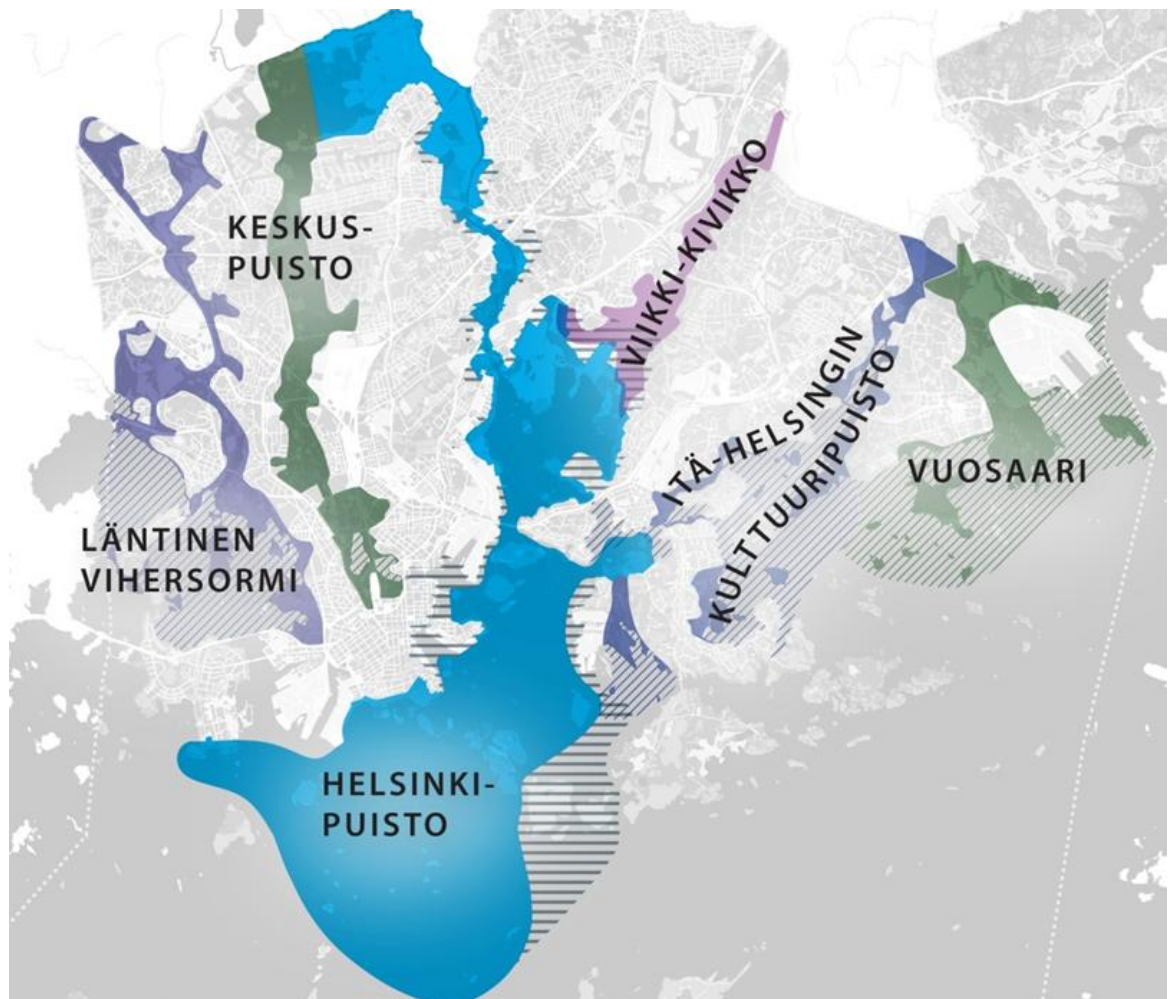 KESKUS-
PUISTO
VIIKKI-KIVIKKO
ITÄ-HELSINGIN
KULTTUURIPUISTO
VUOSAARI
LÄNTINEN
VIHERSORMI
HELSINKI-
PUISTO